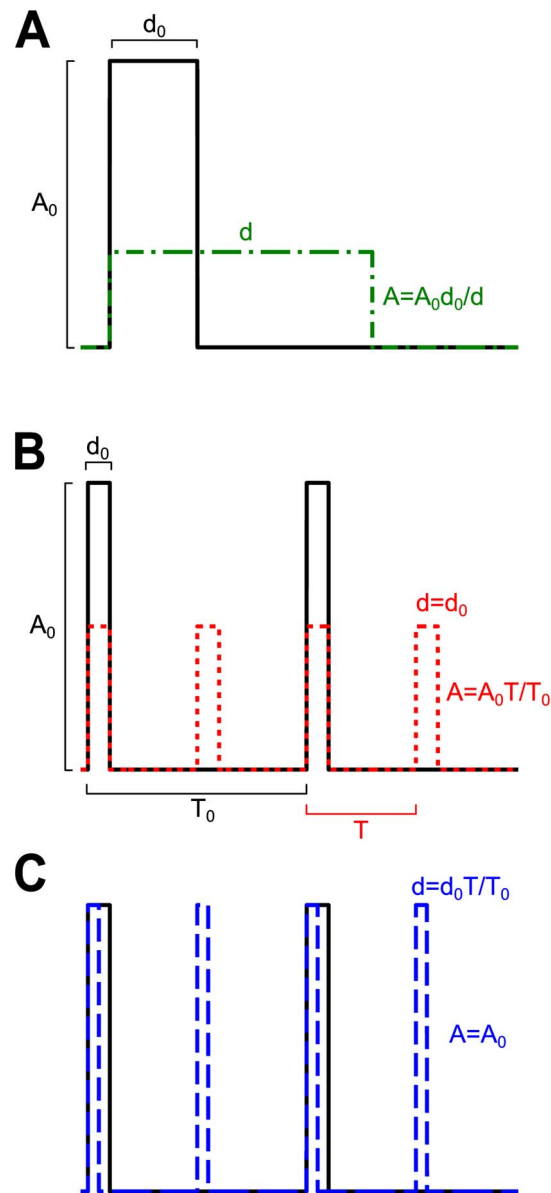 A
d₀
A₀
d
A=A₀d₀/d
B
d₀
A₀
d=d₀
A=A₀T/T₀
T₀
T
C
d=d₀T/T₀
A=A₀